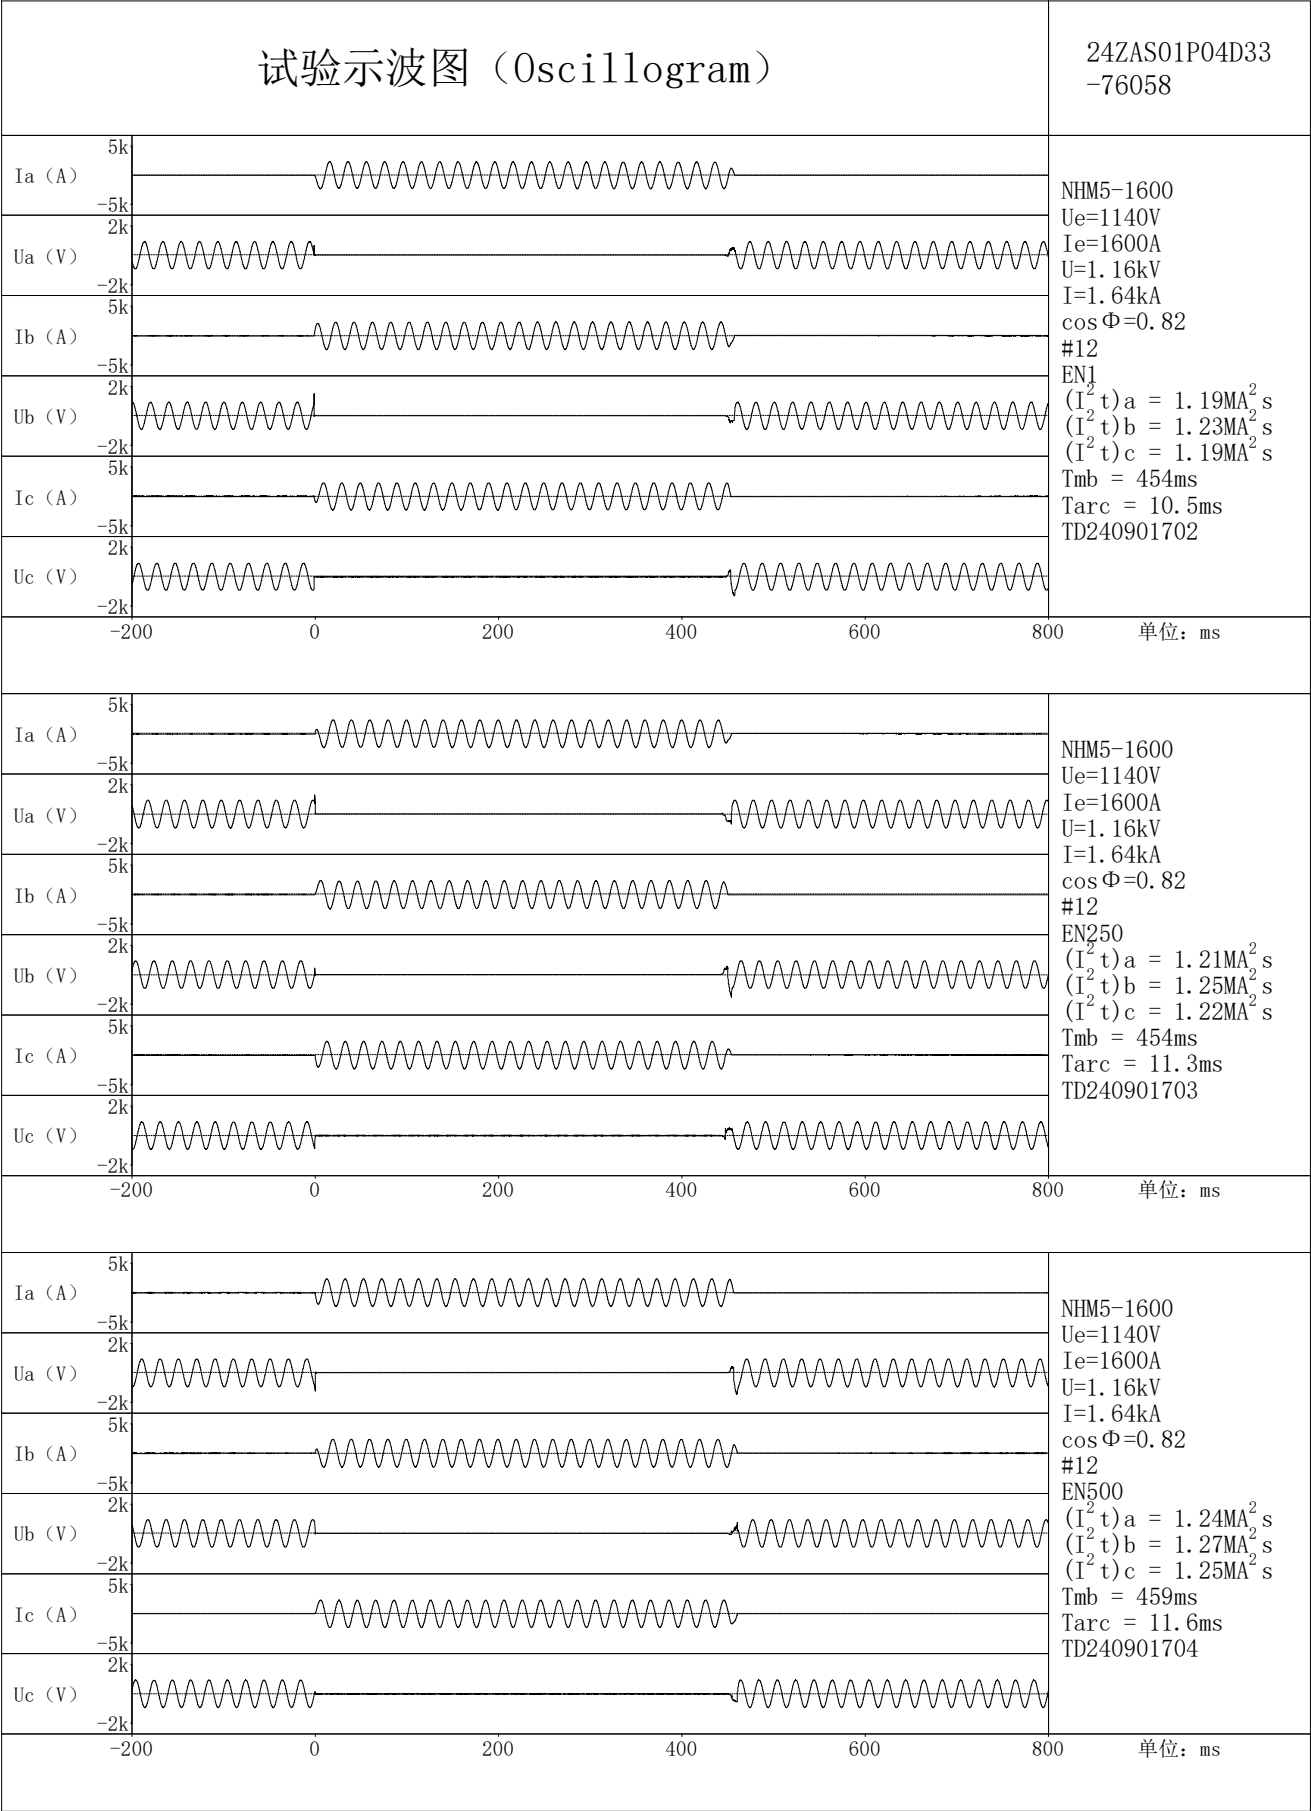 试验示波图（Oscillogram）
24ZAS01P04D33
-76058
5k
Ia（A）
-5k
2k
Ua（V）
-2k
5k
Ib（A）
-5k
2k
Ub（V）
-2k
5k
Ic（A）
-5k
2k
Uc（V）
-2k
-200 0 200 400 600 800 单位: ms
NHM5-1600
Ue=1140V
Ie=1600A
U=1.16kV
I=1.64kA
cosΦ=0.82
#12
EN1
(I²t)a = 1.19MA²s
(I²t)b = 1.23MA²s
(I²t)c = 1.19MA²s
Tmb = 454ms
Tarc = 10.5ms
TD240901702
5k
Ia（A）
-5k
2k
Ua（V）
-2k
5k
Ib（A）
-5k
2k
Ub（V）
-2k
5k
Ic（A）
-5k
2k
Uc（V）
-2k
-200 0 200 400 600 800 单位: ms
NHM5-1600
Ue=1140V
Ie=1600A
U=1.16kV
I=1.64kA
cosΦ=0.82
#12
EN250
(I²t)a = 1.21MA²s
(I²t)b = 1.25MA²s
(I²t)c = 1.22MA²s
Tmb = 454ms
Tarc = 11.3ms
TD240901703
5k
Ia（A）
-5k
2k
Ua（V）
-2k
5k
Ib（A）
-5k
2k
Ub（V）
-2k
5k
Ic（A）
-5k
2k
Uc（V）
-2k
-200 0 200 400 600 800 单位: ms
NHM5-1600
Ue=1140V
Ie=1600A
U=1.16kV
I=1.64kA
cosΦ=0.82
#12
EN500
(I²t)a = 1.24MA²s
(I²t)b = 1.27MA²s
(I²t)c = 1.25MA²s
Tmb = 459ms
Tarc = 11.6ms
TD240901704